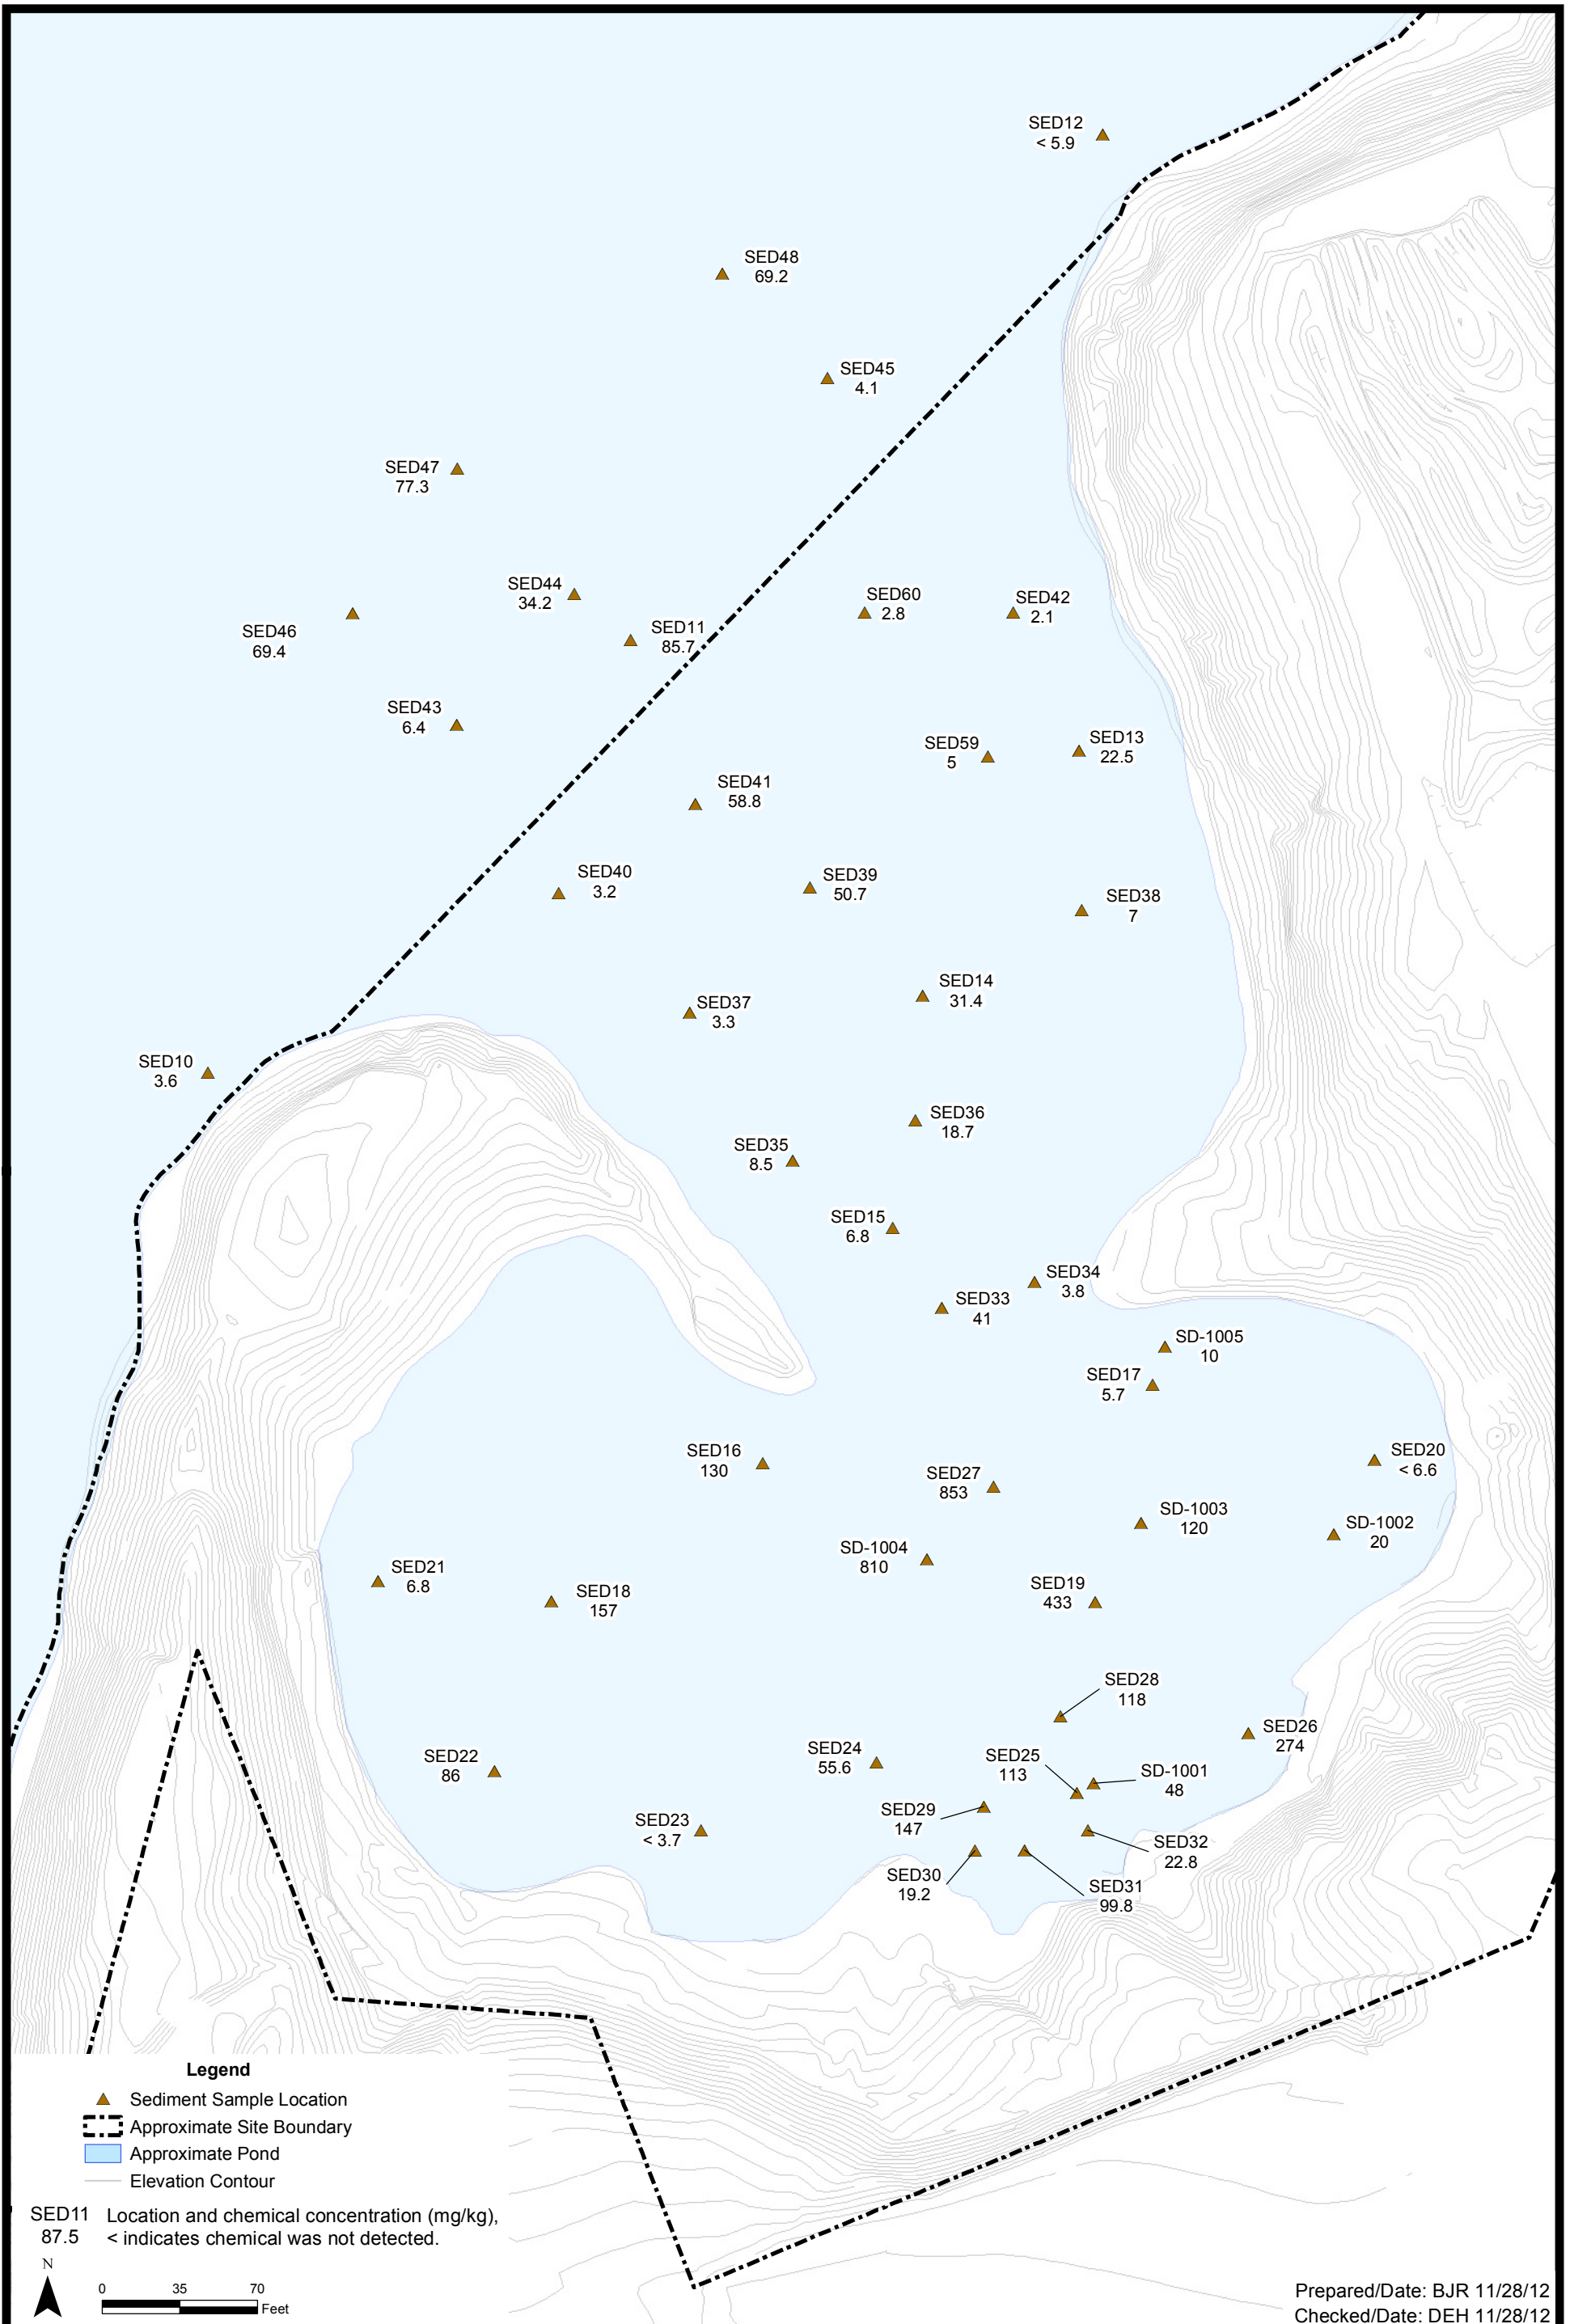 SED12
< 5.9
SED48
69.2
SED45
4.1
SED47
77.3
SED44
34.2
SED60
2.8
SED42
2.1
SED46
69.4
SED11
85.7
SED43
6.4
SED59
5
SED13
22.5
SED41
58.8
SED40
3.2
SED39
50.7
SED38
7
SED14
31.4
SED37
3.3
SED10
3.6
SED36
18.7
SED35
8.5
SED15
6.8
SED34
3.8
SED33
41
SD-1005
10
SED17
5.7
SED16
130
SED20
< 6.6
SED27
853
SD-1003
120
SD-1002
20
SD-1004
810
SED21
6.8
SED18
157
SED19
433
SED28
118
SED26
274
SED22
86
SED24
55.6
SED25
113
SD-1001
48
SED29
147
SED23
< 3.7
SED32
22.8
SED30
19.2
SED31
99.8
Legend
Sediment Sample Location
Approximate Site Boundary
Approximate Pond
Elevation Contour
SED11
87.5
Location and chemical concentration (mg/kg),
< indicates chemical was not detected.
N
0 35 70
Feet
Prepared/Date: BJR 11/28/12
Checked/Date: DEH 11/28/12